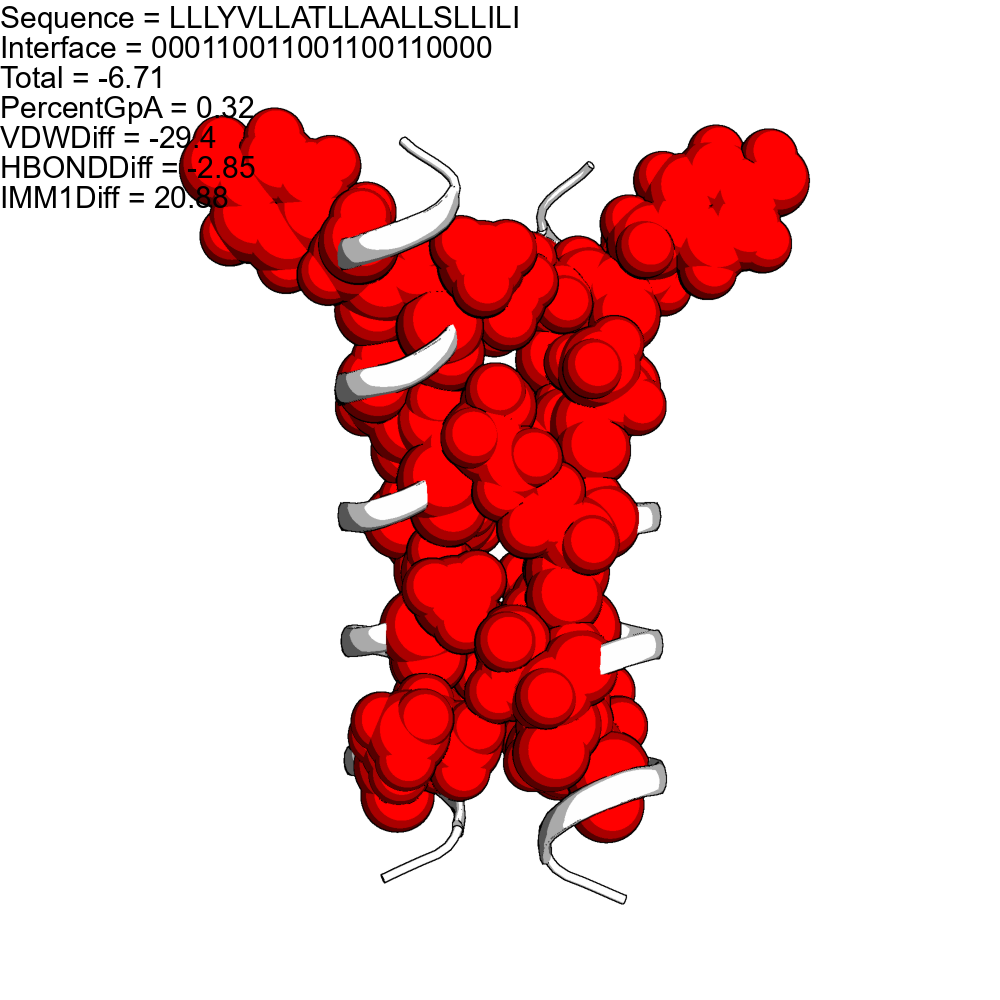 Sequence = LLLYVLLATLLAALLSLLILI
Interface = 000110011001100110000
Total = -6.71
PercentGpA = 0.32
VDWDiff = -29.4
HBONDDiff = -2.85
IMM1Diff = 20.88